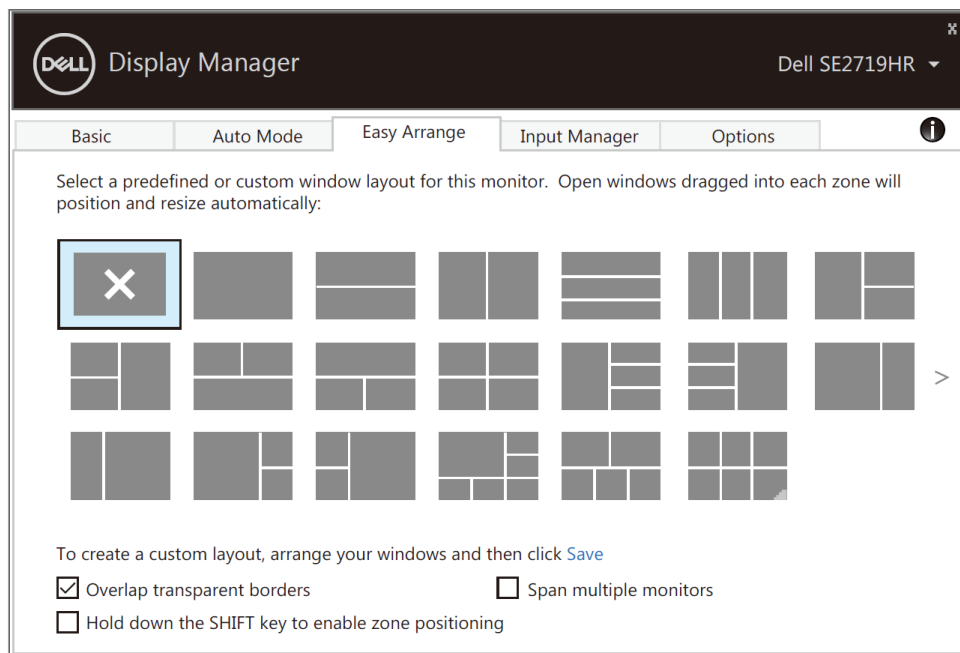 DELL Display Manager
Dell SE2719HR
Basic Auto Mode Easy Arrange Input Manager Options
Select a predefined or custom window layout for this monitor. Open windows dragged into each zone will
position and resize automatically:
>
To create a custom layout, arrange your windows and then click Save
Overlap transparent borders
Span multiple monitors
Hold down the SHIFT key to enable zone positioning